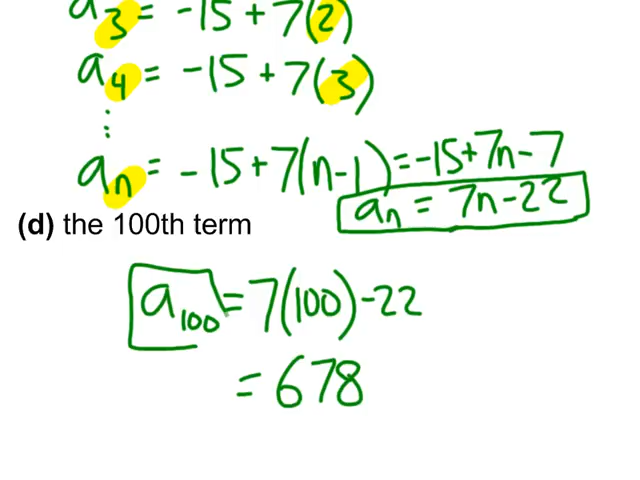 a₃ = -15 + 7(2)
a₄ = -15 + 7(3)
⋮
aₙ = -15 + 7(n-1) = -15 + 7n - 7
aₙ = 7n - 22
(d) the 100th term
a₁₀₀ = 7(100) - 22
= 678